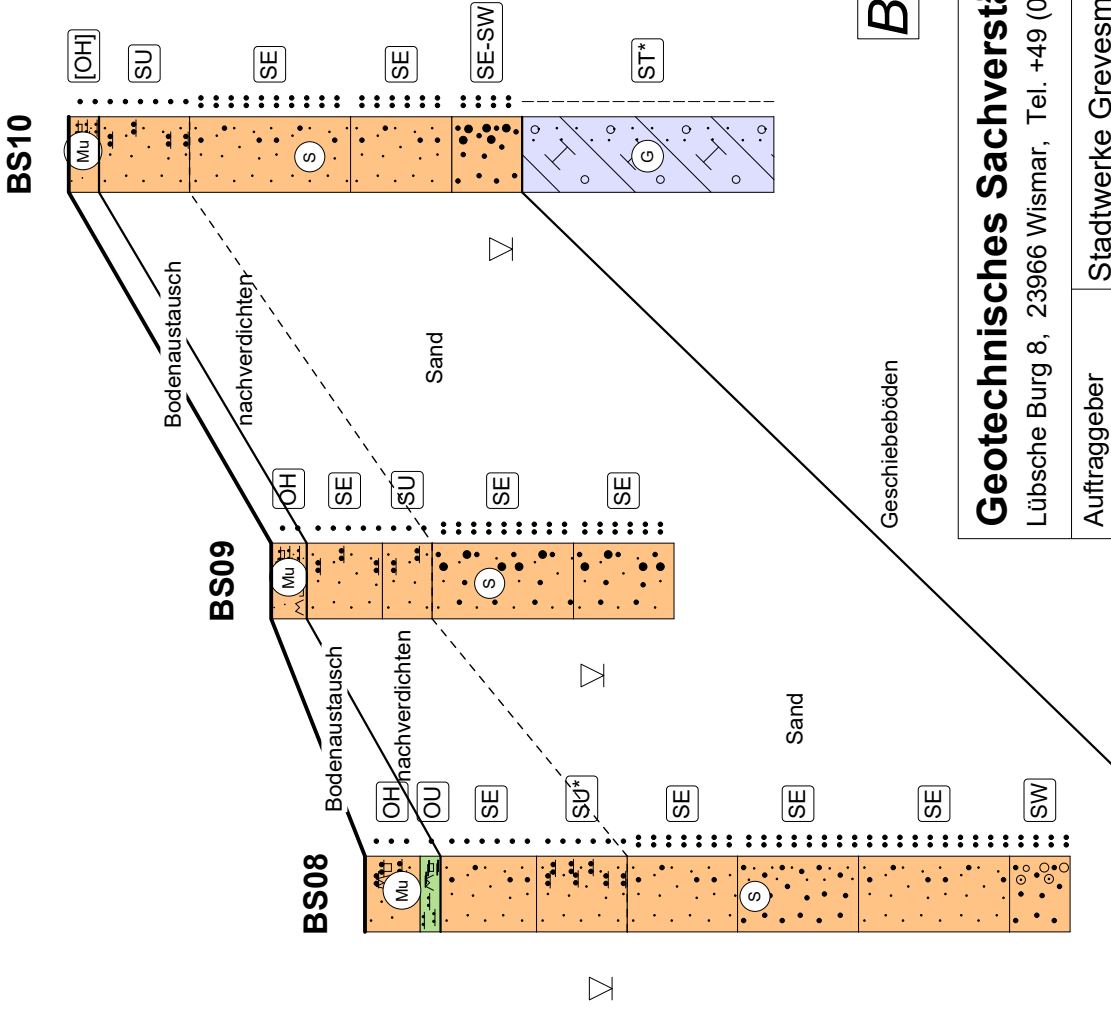 BS10
[OH]
Mu
SU
SE
S
SE
SE-SW
ST*
G
Bodenaustausch
nachverdichten
Sand
BS09
OH
Mu
SE
SU
SE
S
SE
Bodenaustausch
nachverdichten
Sand
BS08
OH
Mu
OU
SE
SU*
SE
SE
S
SE
SW
Geschiebeböden
B
Geotechnisches Sachverst
Lübsche Burg 8, 23966 Wismar, Tel. +49 (0
Auftraggeber
Stadtwerke Grevesm